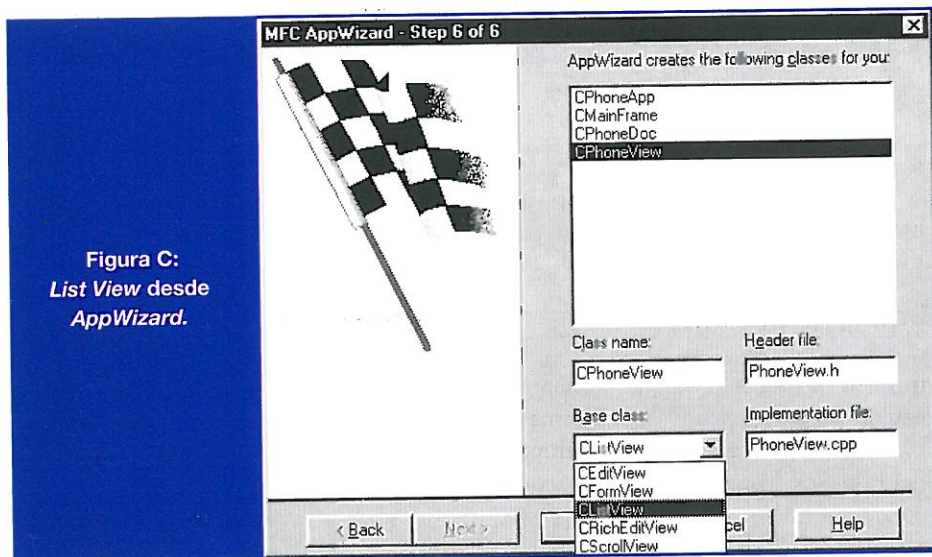 Figura C:
List View desde
AppWizard.
MFC AppWizard - Step 6 of 6
AppWizard creates the following classes for you:
CPhoneApp
CMainFrame
CPhoneDoc
CPhoneView
Class name:
Header file:
CPhoneView
PhoneView.h
Base class:
Implementation file:
CListView
PhoneView.cpp
CEditView
CFormView
CListView
CRichEditView
CScrollView
< Back
Next >
cel
Help